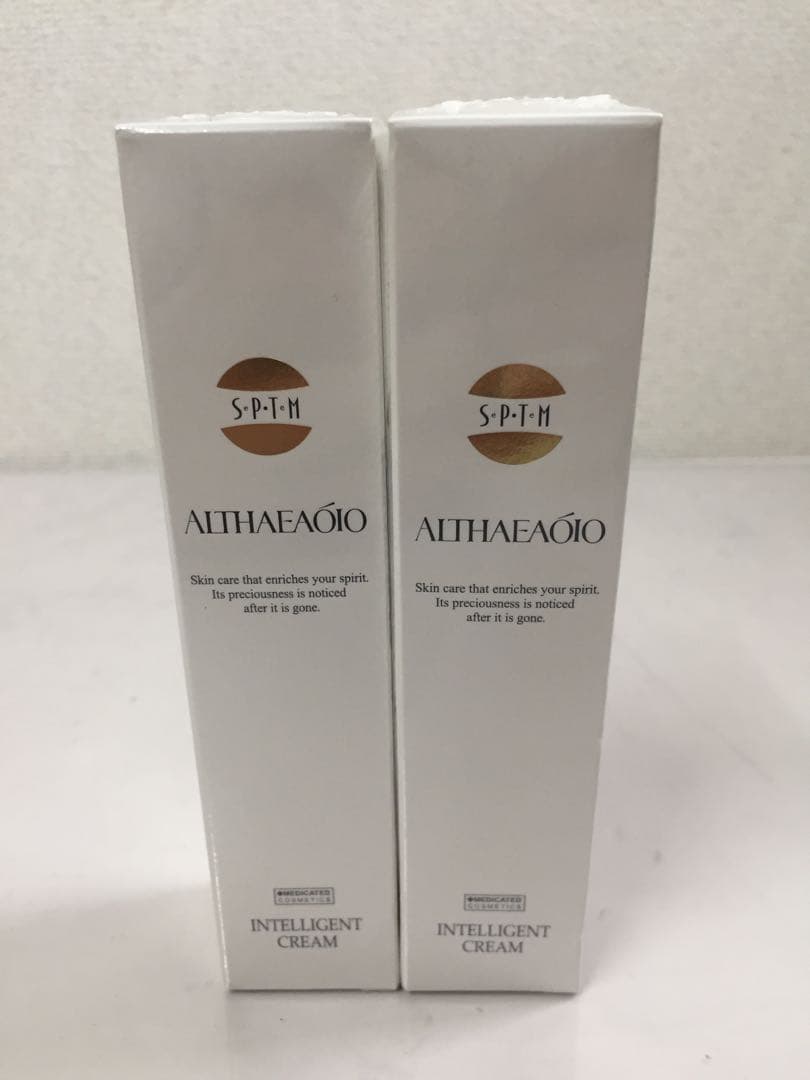 SePTeM
ALTHAEAÓIO
Skin care that enriches your spirit.
Its preciousness is noticed
after it is gone.
MEDICATED
COSMETICS
INTELLIGENT
CREAM
SePTeM
ALTHAEAÓIO
Skin care that enriches your spirit.
Its preciousness is noticed
after it is gone.
MEDICATED
COSMETICS
INTELLIGENT
CREAM